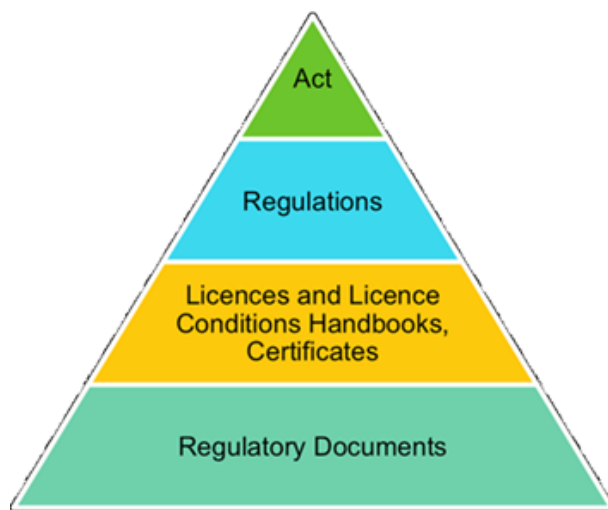 Act
Regulations
Licences and Licence
Conditions Handbooks,
Certificates
Regulatory Documents